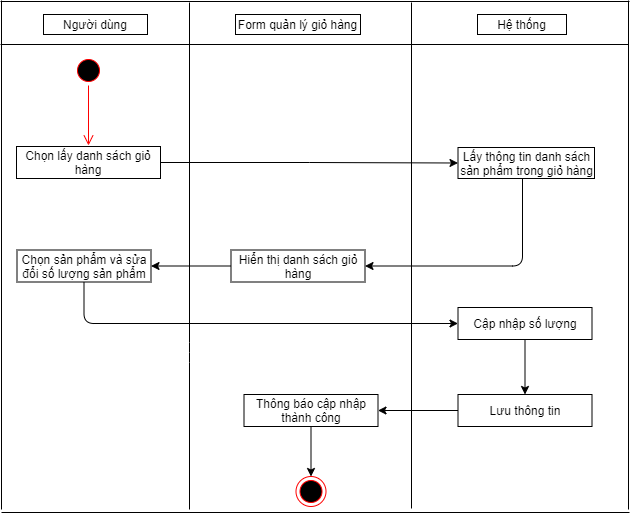 Người dùng
Form quản lý giỏ hàng
Hệ thống
Chọn lấy danh sách giỏ
hàng
Lấy thông tin danh sách
sản phẩm trong giỏ hàng
Chọn sản phẩm và sửa
đổi số lượng sản phẩm
Hiển thị danh sách giỏ
hàng
Cập nhập số lượng
Thông báo cập nhập
thành công
Lưu thông tin